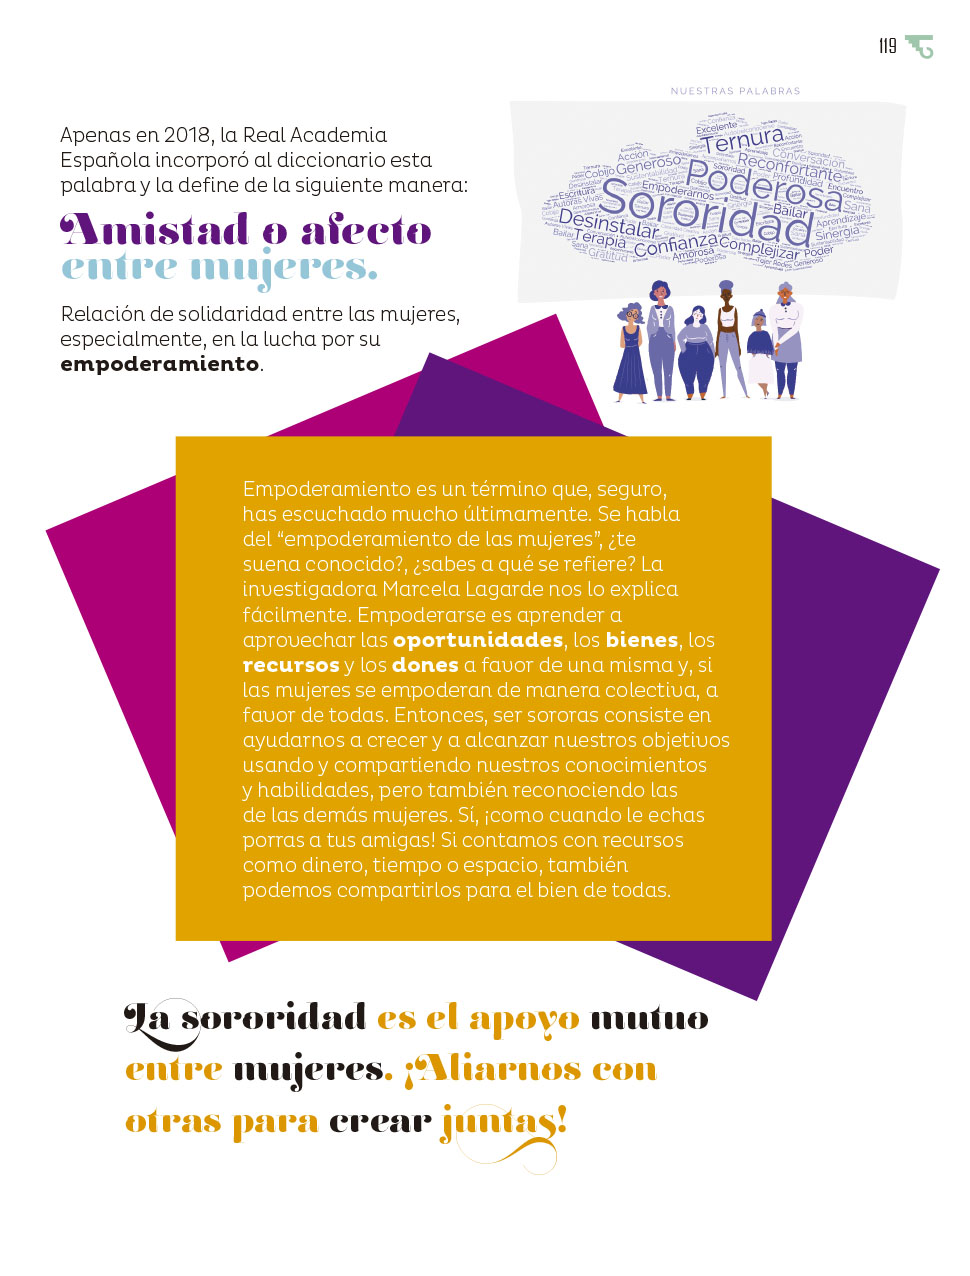 119
NUESTRAS PALABRAS
Apenas en 2018, la Real Academia
Española incorporó al diccionario esta
palabra y la define de la siguiente manera:
Amistad o afecto
entre mujeres.
Relación de solidaridad entre las mujeres,
especialmente, en la lucha por su
empoderamiento.
Excelente
Ternura
Acción
Conversación
Cobijo Generoso
Reconfortante
Sororidad
Profundidad
Encuentro
Escritura
Empoderarnos
Poderosa
Autoras Vivas
Sororidad
Bailar
Sana
Desinstalar
Aprendizaje
Sinergia
Bailar
Terapia
Confianza
Complejizar
Poder
Gratitud
Amorosa
Poderosa
Tejer Redes
Generoso
Empoderamiento es un término que, seguro,
has escuchado mucho últimamente. Se habla
del “empoderamiento de las mujeres”, ¿te
suena conocido?, ¿sabes a qué se refiere? La
investigadora Marcela Lagarde nos lo explica
fácilmente. Empoderarse es aprender a
aprovechar las oportunidades, los bienes, los
recursos y los dones a favor de una misma y, si
las mujeres se empoderan de manera colectiva, a
favor de todas. Entonces, ser sororas consiste en
ayudarnos a crecer y a alcanzar nuestros objetivos
usando y compartiendo nuestros conocimientos
y habilidades, pero también reconociendo las
de las demás mujeres. Sí, ¡como cuando le echas
porras a tus amigas! Si contamos con recursos
como dinero, tiempo o espacio, también
podemos compartirlos para el bien de todas.
La sororidad es el apoyo mutuo
entre mujeres. ¡Aliarnos con
otras para crear juntas!